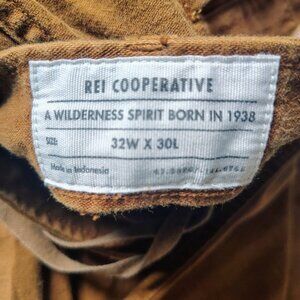 REI COOPERATIVE
A WILDERNESS SPIRIT BORN IN 1938
SIZE: 32W X 30L
Made in Indonesia